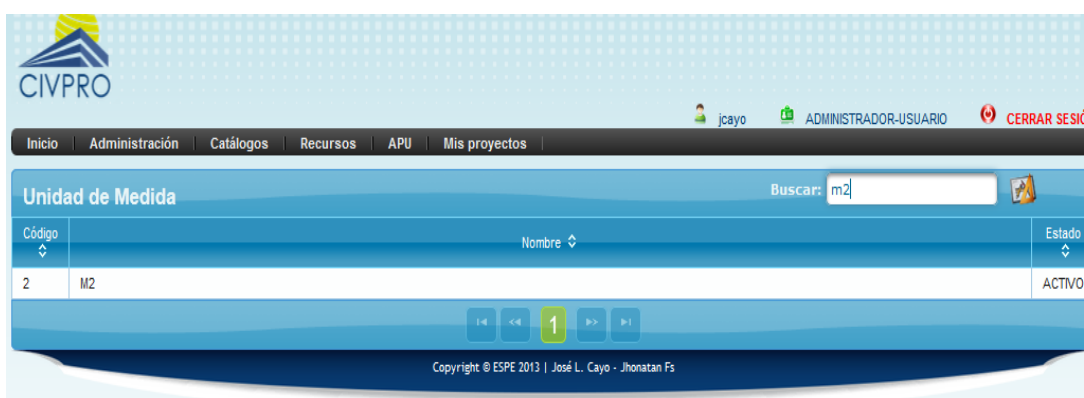 CIVPRO
jcayo ADMINISTRADOR-USUARIO CERRAR SESIÓ
Inicio Administración Catálogos Recursos APU Mis proyectos
Unidad de Medida Buscar: m2
Código Nombre Estado
2 M2 ACTIVO
1
Copyright © ESPE 2013 | José L. Cayo - Jhonatan Fs